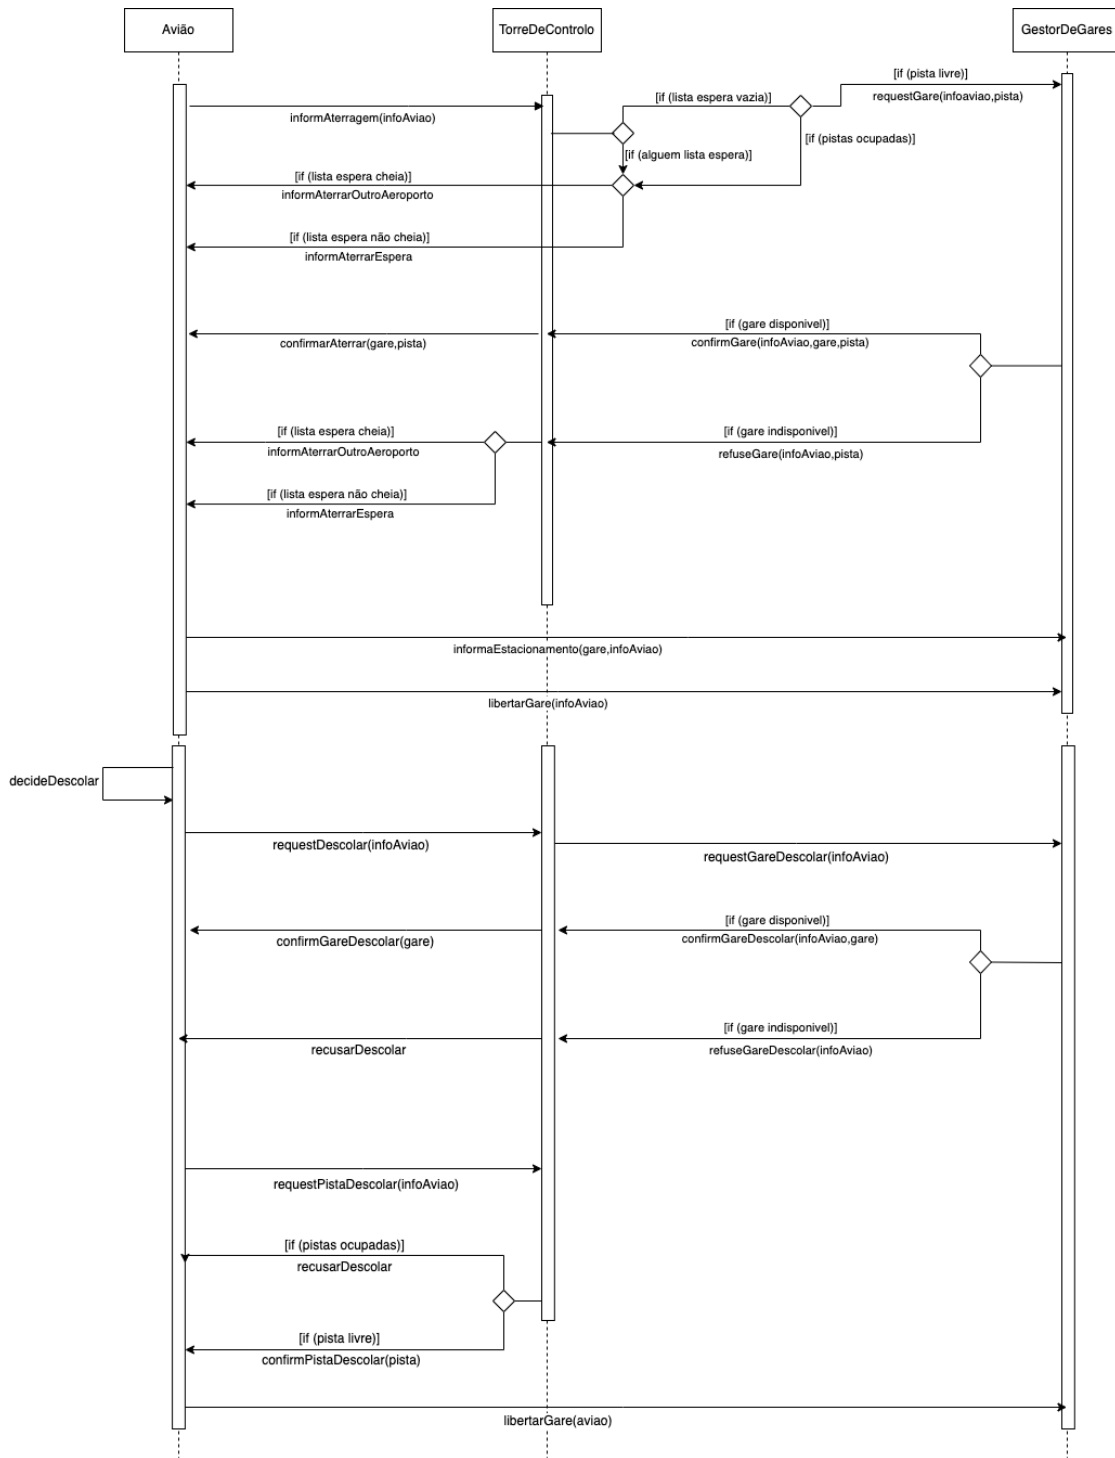 Avião
TorreDeControlo
GestorDeGares
[if (pista livre)]
requestGare(infoaviao,pista)
[if (lista espera vazia)]
informAterragem(infoAviao)
[if (pistas ocupadas)]
[if (alguem lista espera)]
[if (lista espera cheia)]
informAterrarOutroAeroporto
[if (lista espera não cheia)]
informAterrarEspera
[if (gare disponivel)]
confirmarAterrar(gare,pista)
confirmGare(infoAviao,gare,pista)
[if (lista espera cheia)]
[if (gare indisponivel)]
informAterrarOutroAeroporto
refuseGare(infoAviao,pista)
[if (lista espera não cheia)]
informAterrarEspera
informaEstacionamento(gare,infoAviao)
libertarGare(infoAviao)
decideDescolar
requestDescolar(infoAviao)
requestGareDescolar(infoAviao)
[if (gare disponivel)]
confirmGareDescolar(gare)
confirmGareDescolar(infoAviao,gare)
[if (gare indisponivel)]
recusarDescolar
refuseGareDescolar(infoAviao)
requestPistaDescolar(infoAviao)
[if (pistas ocupadas)]
recusarDescolar
[if (pista livre)]
confirmPistaDescolar(pista)
libertarGare(aviao)